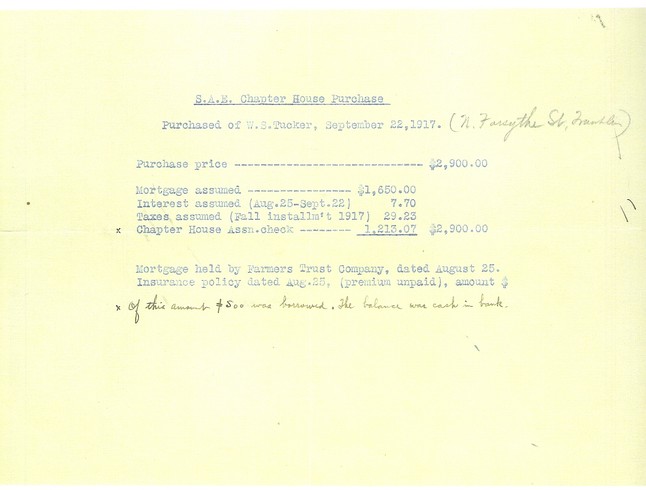 S.A.E. Chapter House Purchase
Purchased of W.S.Tucker, September 22,1917. (N. Forsythe St, Franklin)
Purchase price ---------------------------- $2,900.00
Mortgage assumed ---------------- $1,650.00
Interest assumed (Aug.25-Sept.22) 7.70
Taxes assumed (Fall installm't 1917) 29.23
x Chapter House Assn.check -------- 1,213.07 $2,900.00
Mortgage held by Farmers Trust Company, dated August 25.
Insurance policy dated Aug.25, (premium unpaid), amount $
x Of this amount $500 was borrowed. The balance was cash in bank.